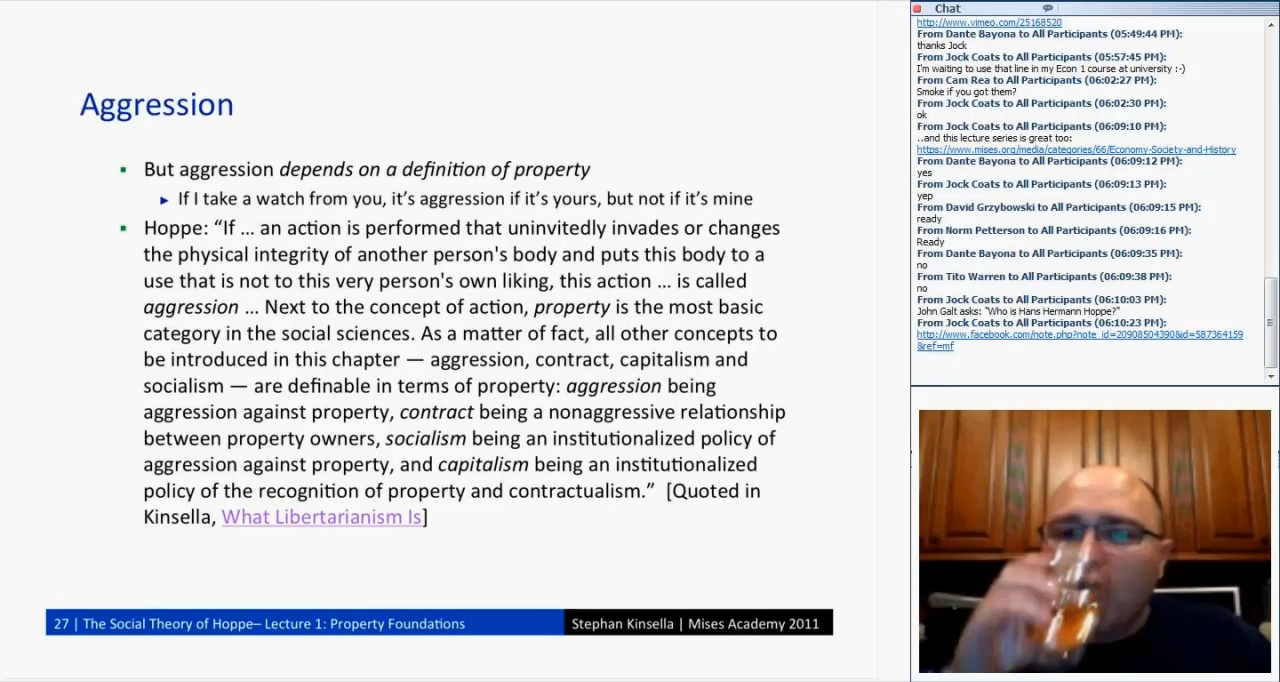 Aggression
But aggression depends on a definition of property
If I take a watch from you, it's aggression if it's yours, but not if it's mine
Hoppe: “If … an action is performed that uninvitedly invades or changes
the physical integrity of another person's body and puts this body to a
use that is not to this very person's own liking, this action … is called
aggression … Next to the concept of action, property is the most basic
category in the social sciences. As a matter of fact, all other concepts to
be introduced in this chapter — aggression, contract, capitalism and
socialism — are definable in terms of property: aggression being
aggression against property, contract being a nonaggressive relationship
between property owners, socialism being an institutionalized policy of
aggression against property, and capitalism being an institutionalized
policy of the recognition of property and contractualism.” [Quoted in
Kinsella, What Libertarianism Is]
27 | The Social Theory of Hoppe– Lecture 1: Property Foundations
Stephan Kinsella | Mises Academy 2011
Chat
http://www.vimeo.com/25168520
From Dante Bayona to All Participants (05:49:44 PM):
thanks Jock
From Jock Coats to All Participants (05:57:45 PM):
I'm waiting to use that line in my Econ 1 course at university :-)
From Cam Rea to All Participants (06:02:27 PM):
Smoke if you got them?
From Jock Coats to All Participants (06:02:30 PM):
ok
From Jock Coats to All Participants (06:09:10 PM):
..and this lecture series is great too:
https://www.mises.org/media/categories/66/Economy-Society-and-History
From Dante Bayona to All Participants (06:09:12 PM):
yes
From Jock Coats to All Participants (06:09:13 PM):
yep
From David Grzybowski to All Participants (06:09:15 PM):
ready
From Norm Petterson to All Participants (06:09:16 PM):
Ready
From Dante Bayona to All Participants (06:09:35 PM):
no
From Tito Warren to All Participants (06:09:38 PM):
no
From Jock Coats to All Participants (06:10:03 PM):
John Galt asks: "Who is Hans Hermann Hoppe?"
From Jock Coats to All Participants (06:10:23 PM):
http://www.facebook.com/note.php?note_id=20908504390&id=587364159
&ref=mf